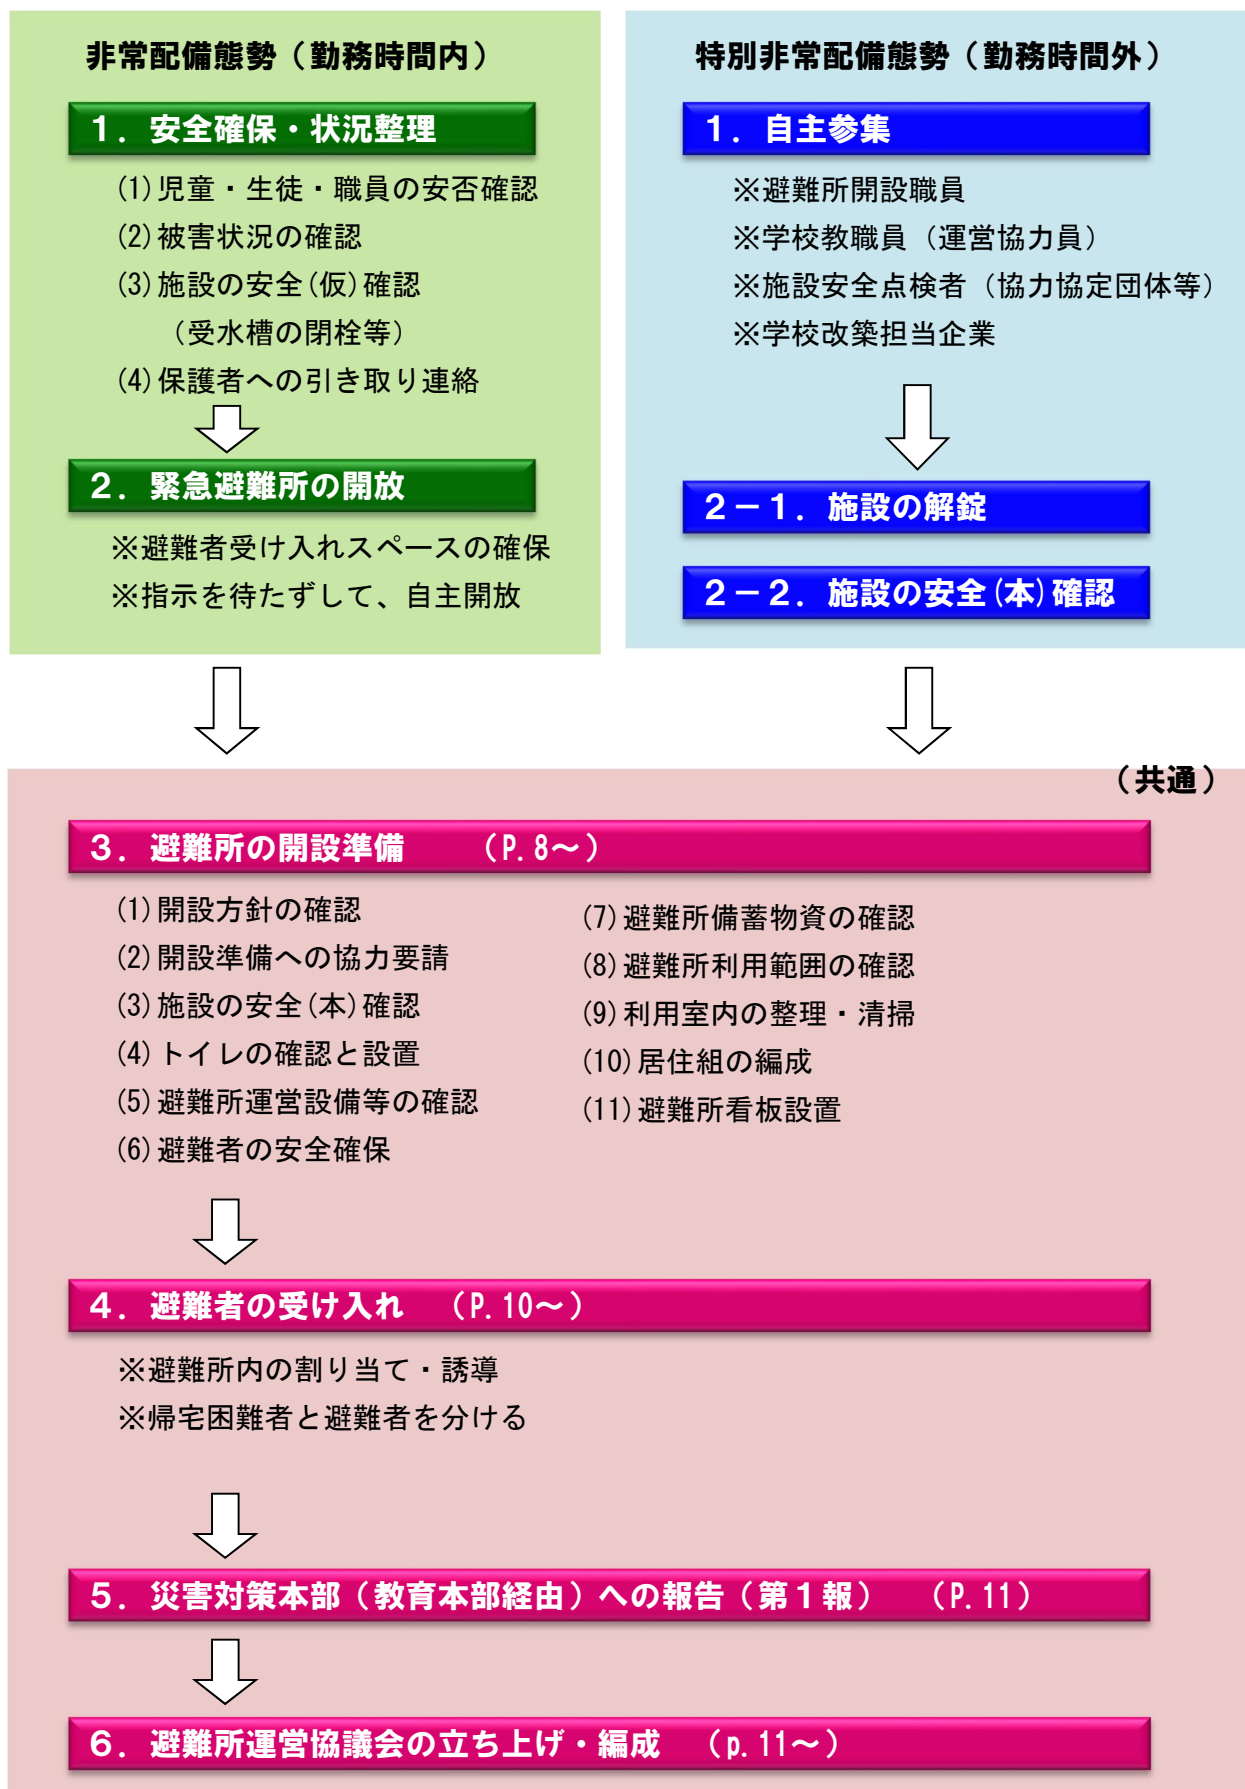 非常配備態勢（勤務時間内）
１．安全確保・状況整理
(1)児童・生徒・職員の安否確認
(2)被害状況の確認
(3)施設の安全(仮)確認
（受水槽の閉栓等）
(4)保護者への引き取り連絡
２．緊急避難所の開放
※避難者受け入れスペースの確保
※指示を待たずして、自主開放
特別非常配備態勢（勤務時間外）
１．自主参集
※避難所開設職員
※学校教職員（運営協力員）
※施設安全点検者（協力協定団体等）
※学校改築担当企業
２－１．施設の解錠
２－２．施設の安全(本)確認
（共通）
３．避難所の開設準備　（P.8～）
(1)開設方針の確認
(2)開設準備への協力要請
(3)施設の安全(本)確認
(4)トイレの確認と設置
(5)避難所運営設備等の確認
(6)避難者の安全確保
(7)避難所備蓄物資の確認
(8)避難所利用範囲の確認
(9)利用室内の整理・清掃
(10)居住組の編成
(11)避難所看板設置
４．避難者の受け入れ　（P.10～）
※避難所内の割り当て・誘導
※帰宅困難者と避難者を分ける
５．災害対策本部（教育本部経由）への報告（第１報）　（P.11）
６．避難所運営協議会の立ち上げ・編成　（p.11～）